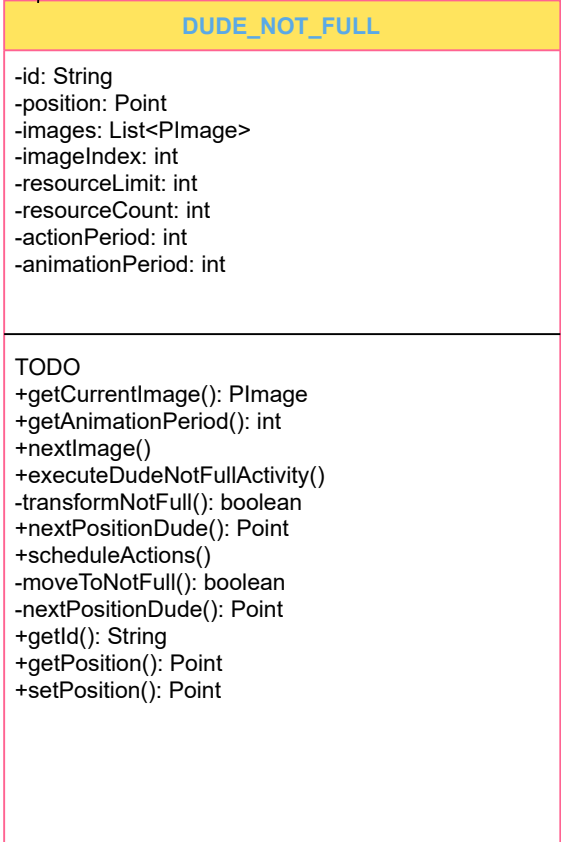 DUDE_NOT_FULL
-id: String
-position: Point
-images: List<PImage>
-imageIndex: int
-resourceLimit: int
-resourceCount: int
-actionPeriod: int
-animationPeriod: int
TODO
+getCurrentImage(): PImage
+getAnimationPeriod(): int
+nextImage()
+executeDudeNotFullActivity()
-transformNotFull(): boolean
+nextPositionDude(): Point
+scheduleActions()
-moveToNotFull(): boolean
-nextPositionDude(): Point
+getId(): String
+getPosition(): Point
+setPosition(): Point